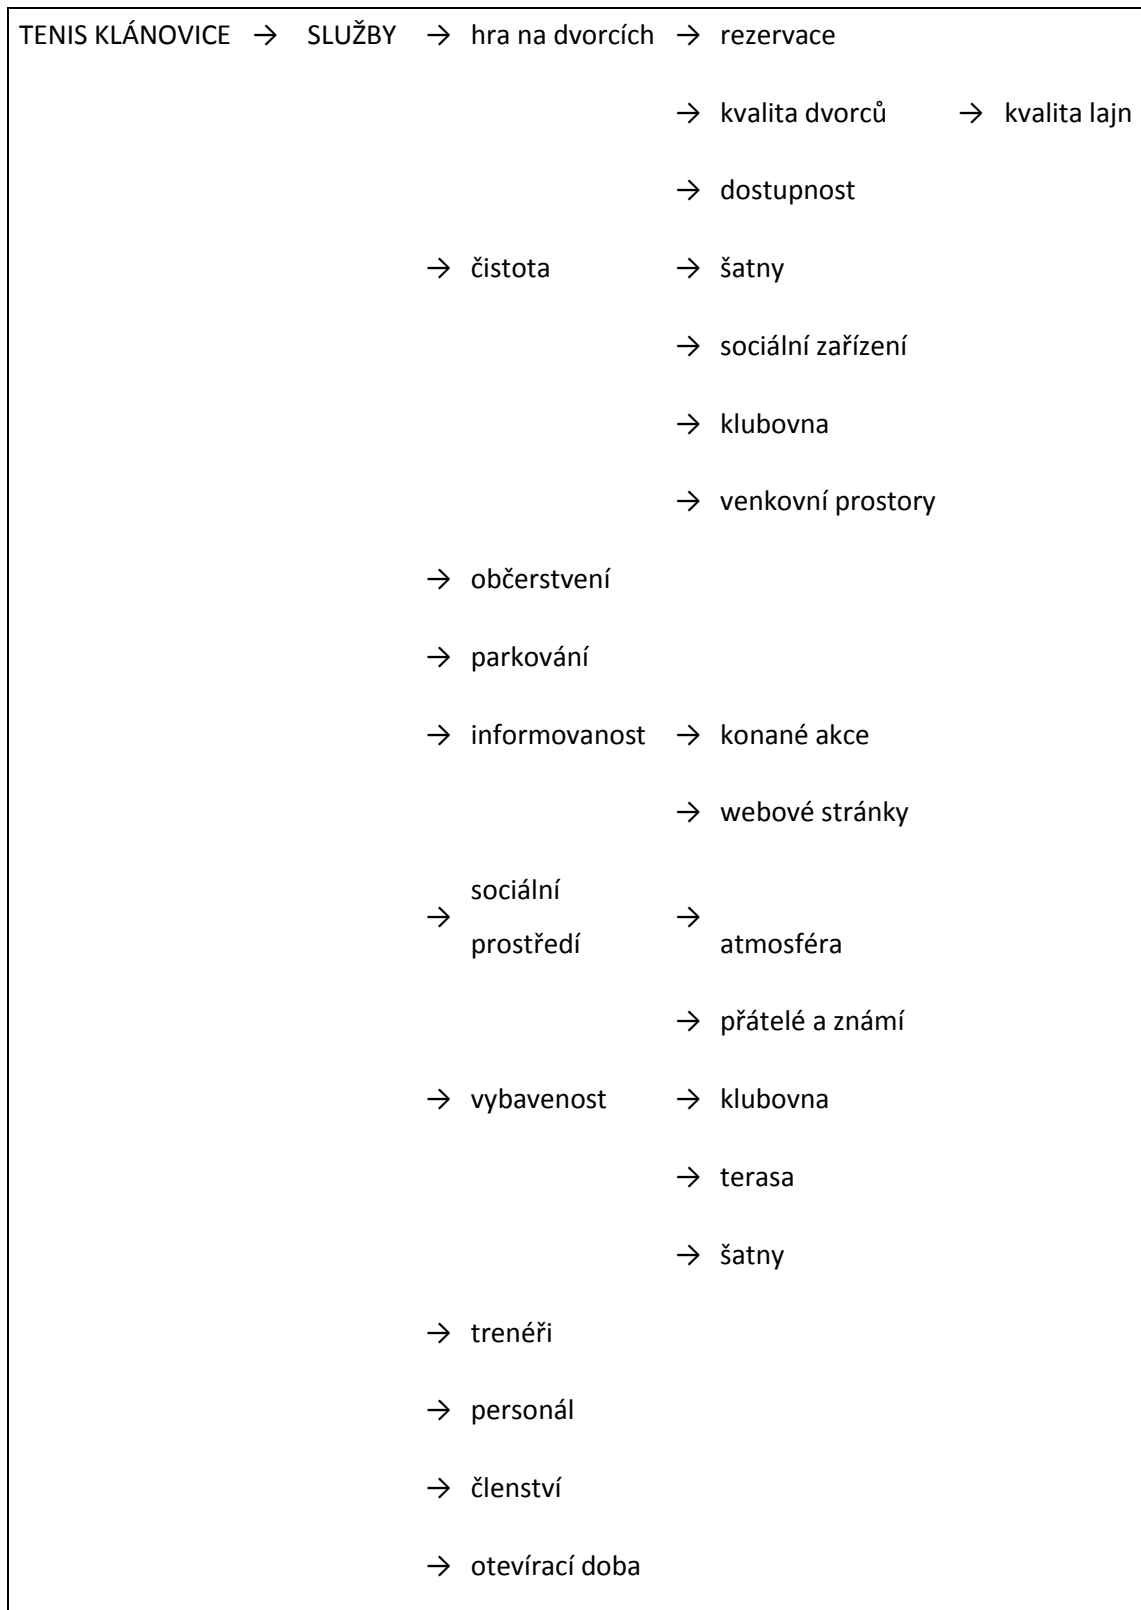 TENIS KLÁNOVICE → SLUŽBY → hra na dvorcích → rezervace
→ kvalita dvorců → kvalita lajn
→ dostupnost
→ čistota → šatny
→ sociální zařízení
→ klubovna
→ venkovní prostory
→ občerstvení
→ parkování
→ informovanost → konané akce
→ webové stránky
→ sociální prostředí → atmosféra
→ přátelé a známí
→ vybavenost → klubovna
→ terasa
→ šatny
→ trenéři
→ personál
→ členství
→ otevírací doba